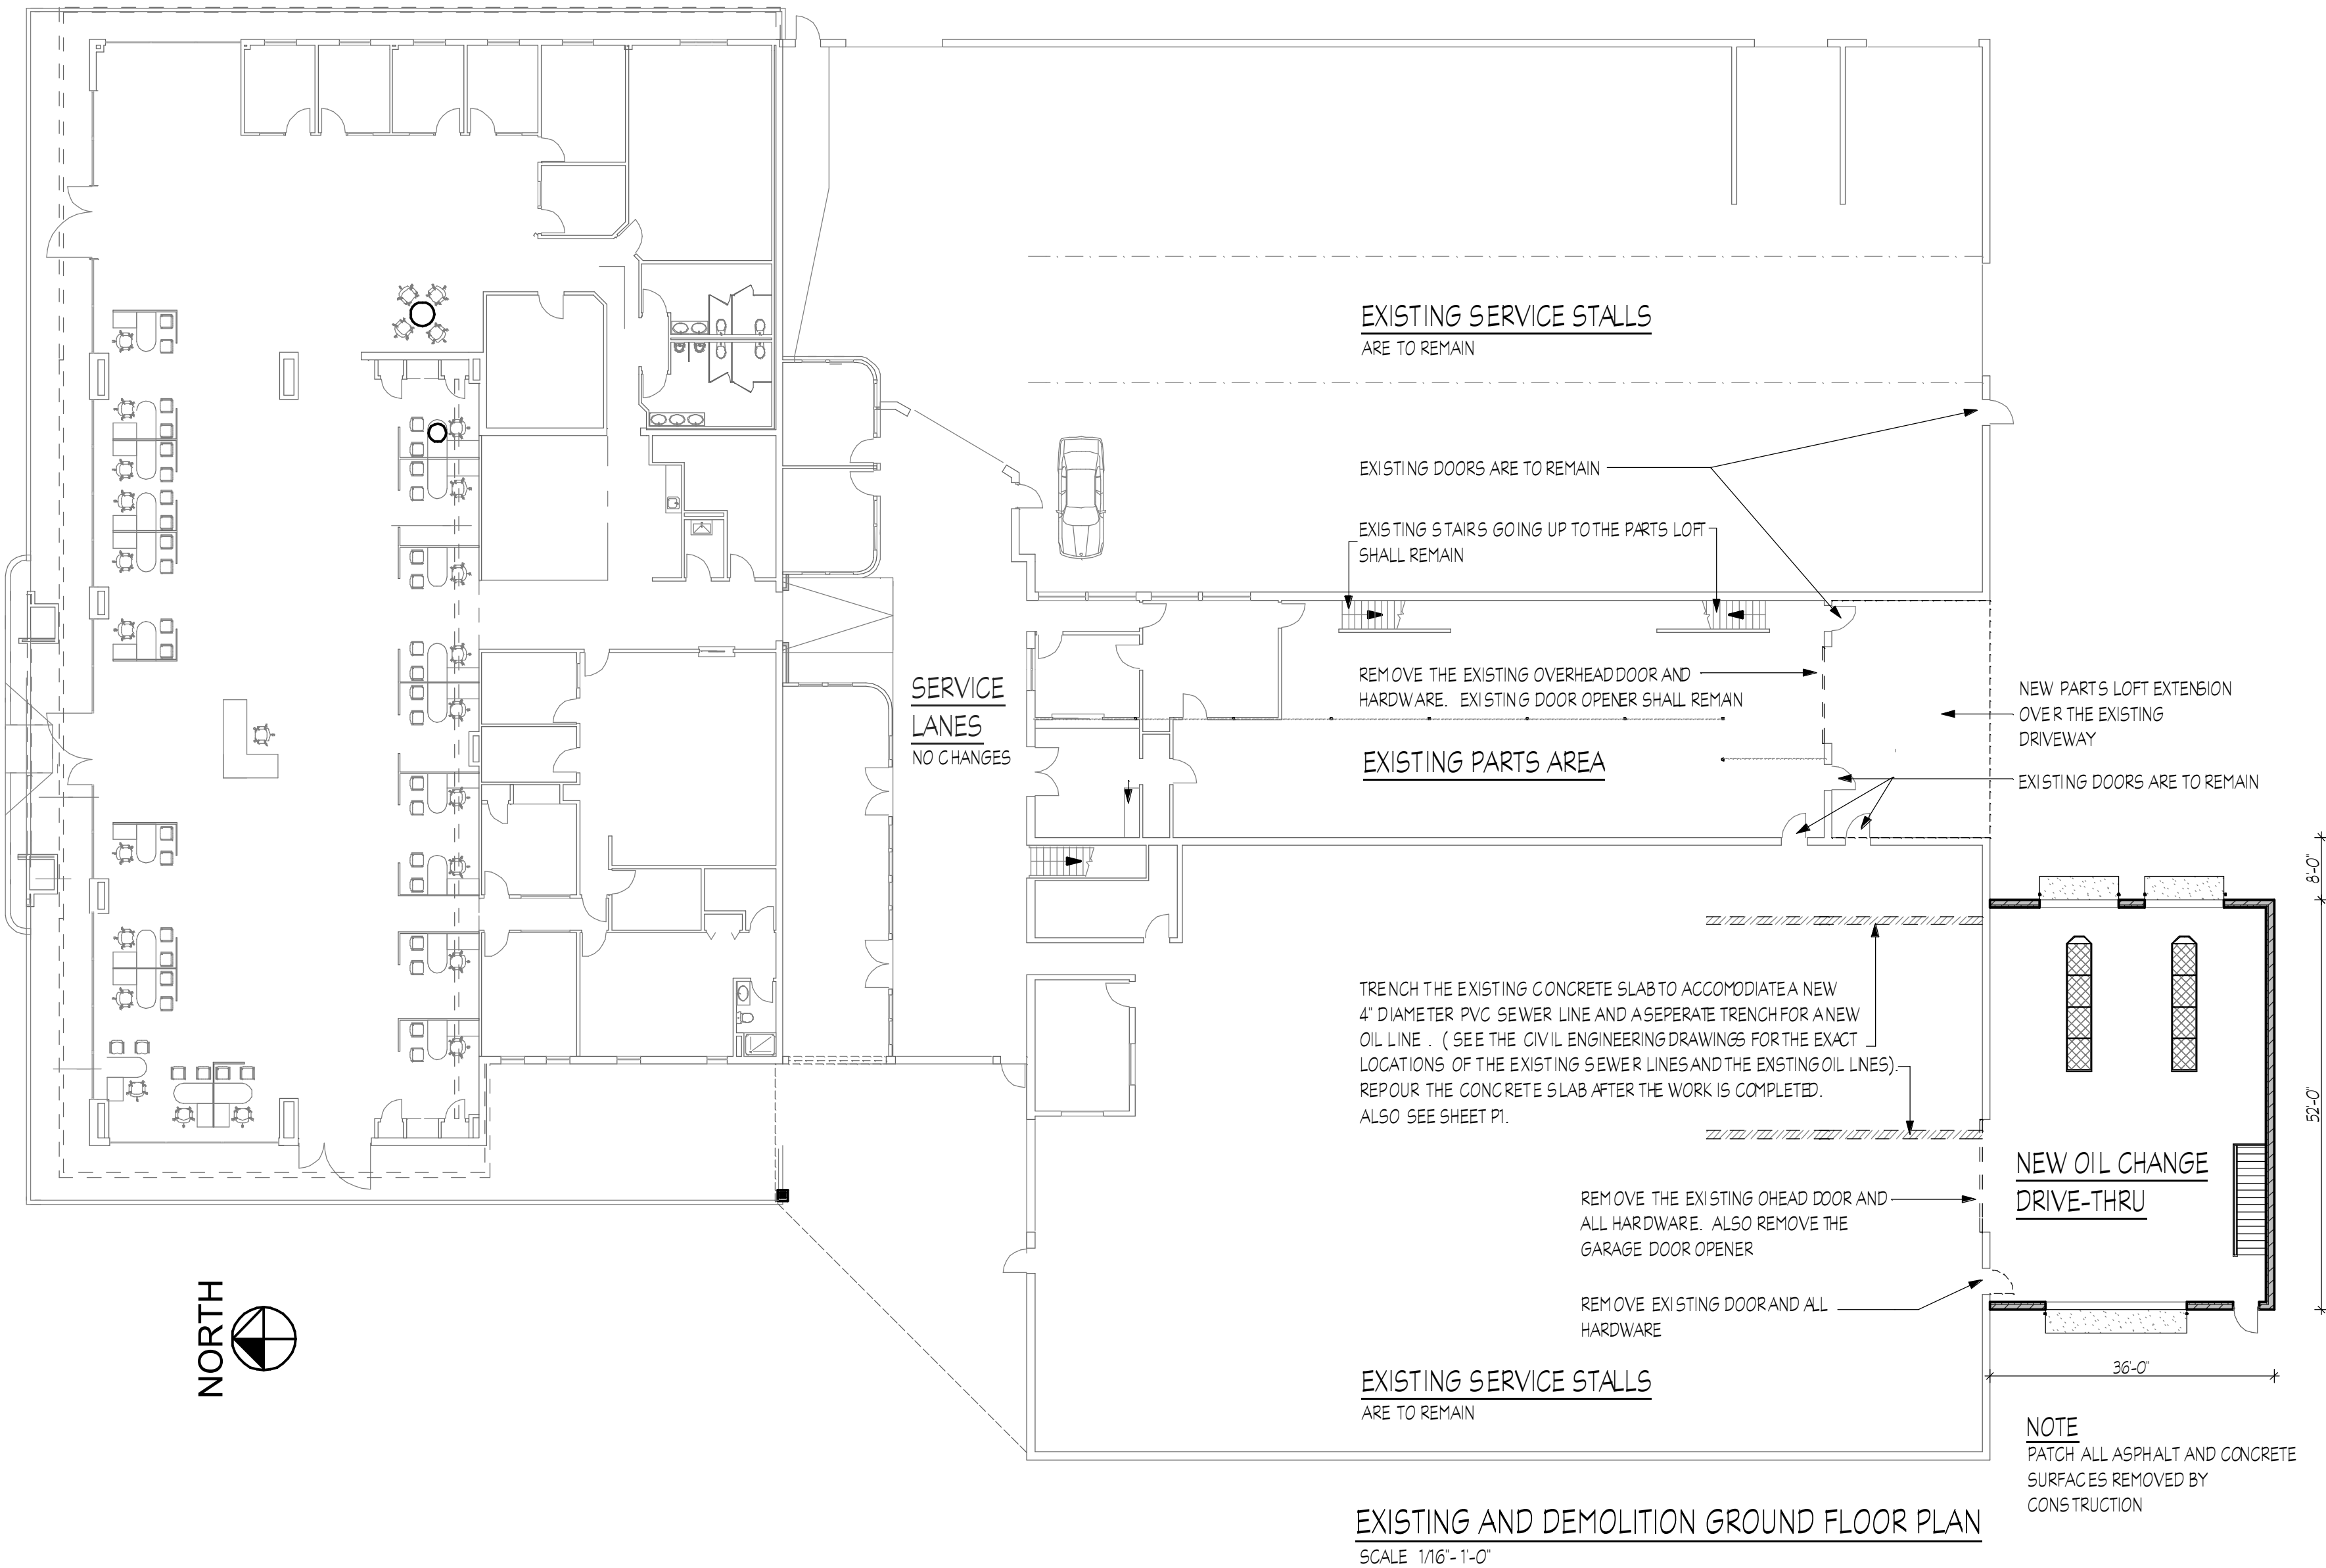 EXISTING SERVICE STALLS
ARE TO REMAIN
EXISTING DOORS ARE TO REMAIN
EXISTING STAIRS GOING UP TO THE PARTS LOFT
SHALL REMAIN
REMOVE THE EXISTING OVERHEAD DOOR AND
HARDWARE. EXISTING DOOR OPENER SHALL REMAIN
SERVICE
LANES
NO CHANGES
EXISTING PARTS AREA
NEW PARTS LOFT EXTENSION
OVER THE EXISTING
DRIVEWAY
EXISTING DOORS ARE TO REMAIN
8'-0"
TRENCH THE EXISTING CONCRETE SLAB TO ACCOMODIATE A NEW
4" DIAMETER PVC SEWER LINE AND A SEPERATE TRENCH FOR A NEW
OIL LINE . ( SEE THE CIVIL ENGINEERING DRAWINGS FOR THE EXACT
LOCATIONS OF THE EXISTING SEWER LINES AND THE EXISTNG OIL LINES).
REPOUR THE CONCRETE SLAB AFTER THE WORK IS COMPLETED.
ALSO SEE SHEET P1.
52'-0"
NEW OIL CHANGE
DRIVE-THRU
REMOVE THE EXISTING OHEAD DOOR AND
ALL HARDWARE. ALSO REMOVE THE
GARAGE DOOR OPENER
REMOVE EXISTING DOOR AND ALL
HARDWARE
NORTH
36'-0"
EXISTING SERVICE STALLS
ARE TO REMAIN
NOTE
PATCH ALL ASPHALT AND CONCRETE
SURFACES REMOVED BY
CONSTRUCTION
EXISTING AND DEMOLITION GROUND FLOOR PLAN
SCALE 1/16"- 1'-0"